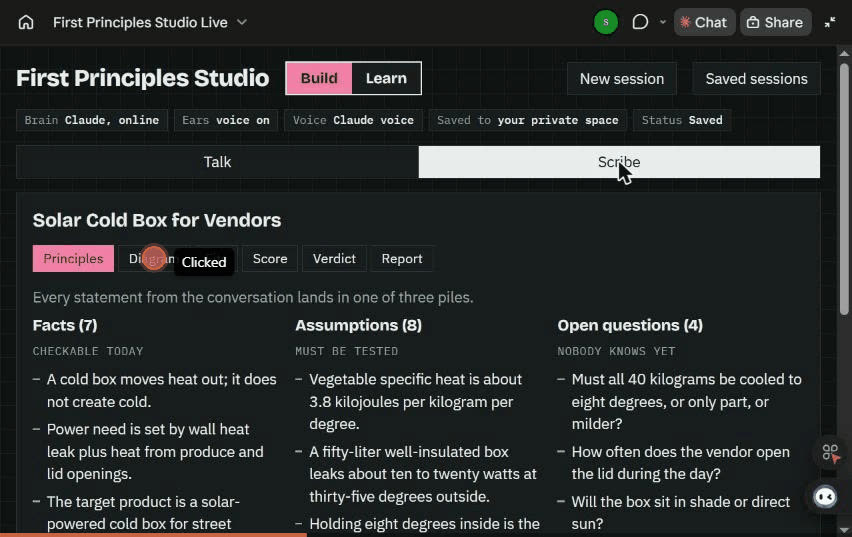 First Principles Studio Live
S
Chat
Share
First Principles Studio
Build
Learn
New session
Saved sessions
Brain Claude, online
Ears voice on
Voice Claude voice
Saved to your private space
Status Saved
Talk
Scribe
Solar Cold Box for Vendors
Principles
Clicked
Score
Verdict
Report
Every statement from the conversation lands in one of three piles.
Facts (7)
CHECKABLE TODAY
– A cold box moves heat out; it does
not create cold.
– Power need is set by wall heat
leak plus heat from produce and
lid openings.
– The target product is a solar-
powered cold box for street
Assumptions (8)
MUST BE TESTED
– Vegetable specific heat is about
3.8 kilojoules per kilogram per
degree.
– A fifty-liter well-insulated box
leaks about ten to twenty watts at
thirty-five degrees outside.
– Holding eight degrees inside is the
Open questions (4)
NOBODY KNOWS YET
– Must all 40 kilograms be cooled to
eight degrees, or only part, or
milder?
– How often does the vendor open
the lid during the day?
– Will the box sit in shade or direct
sun?